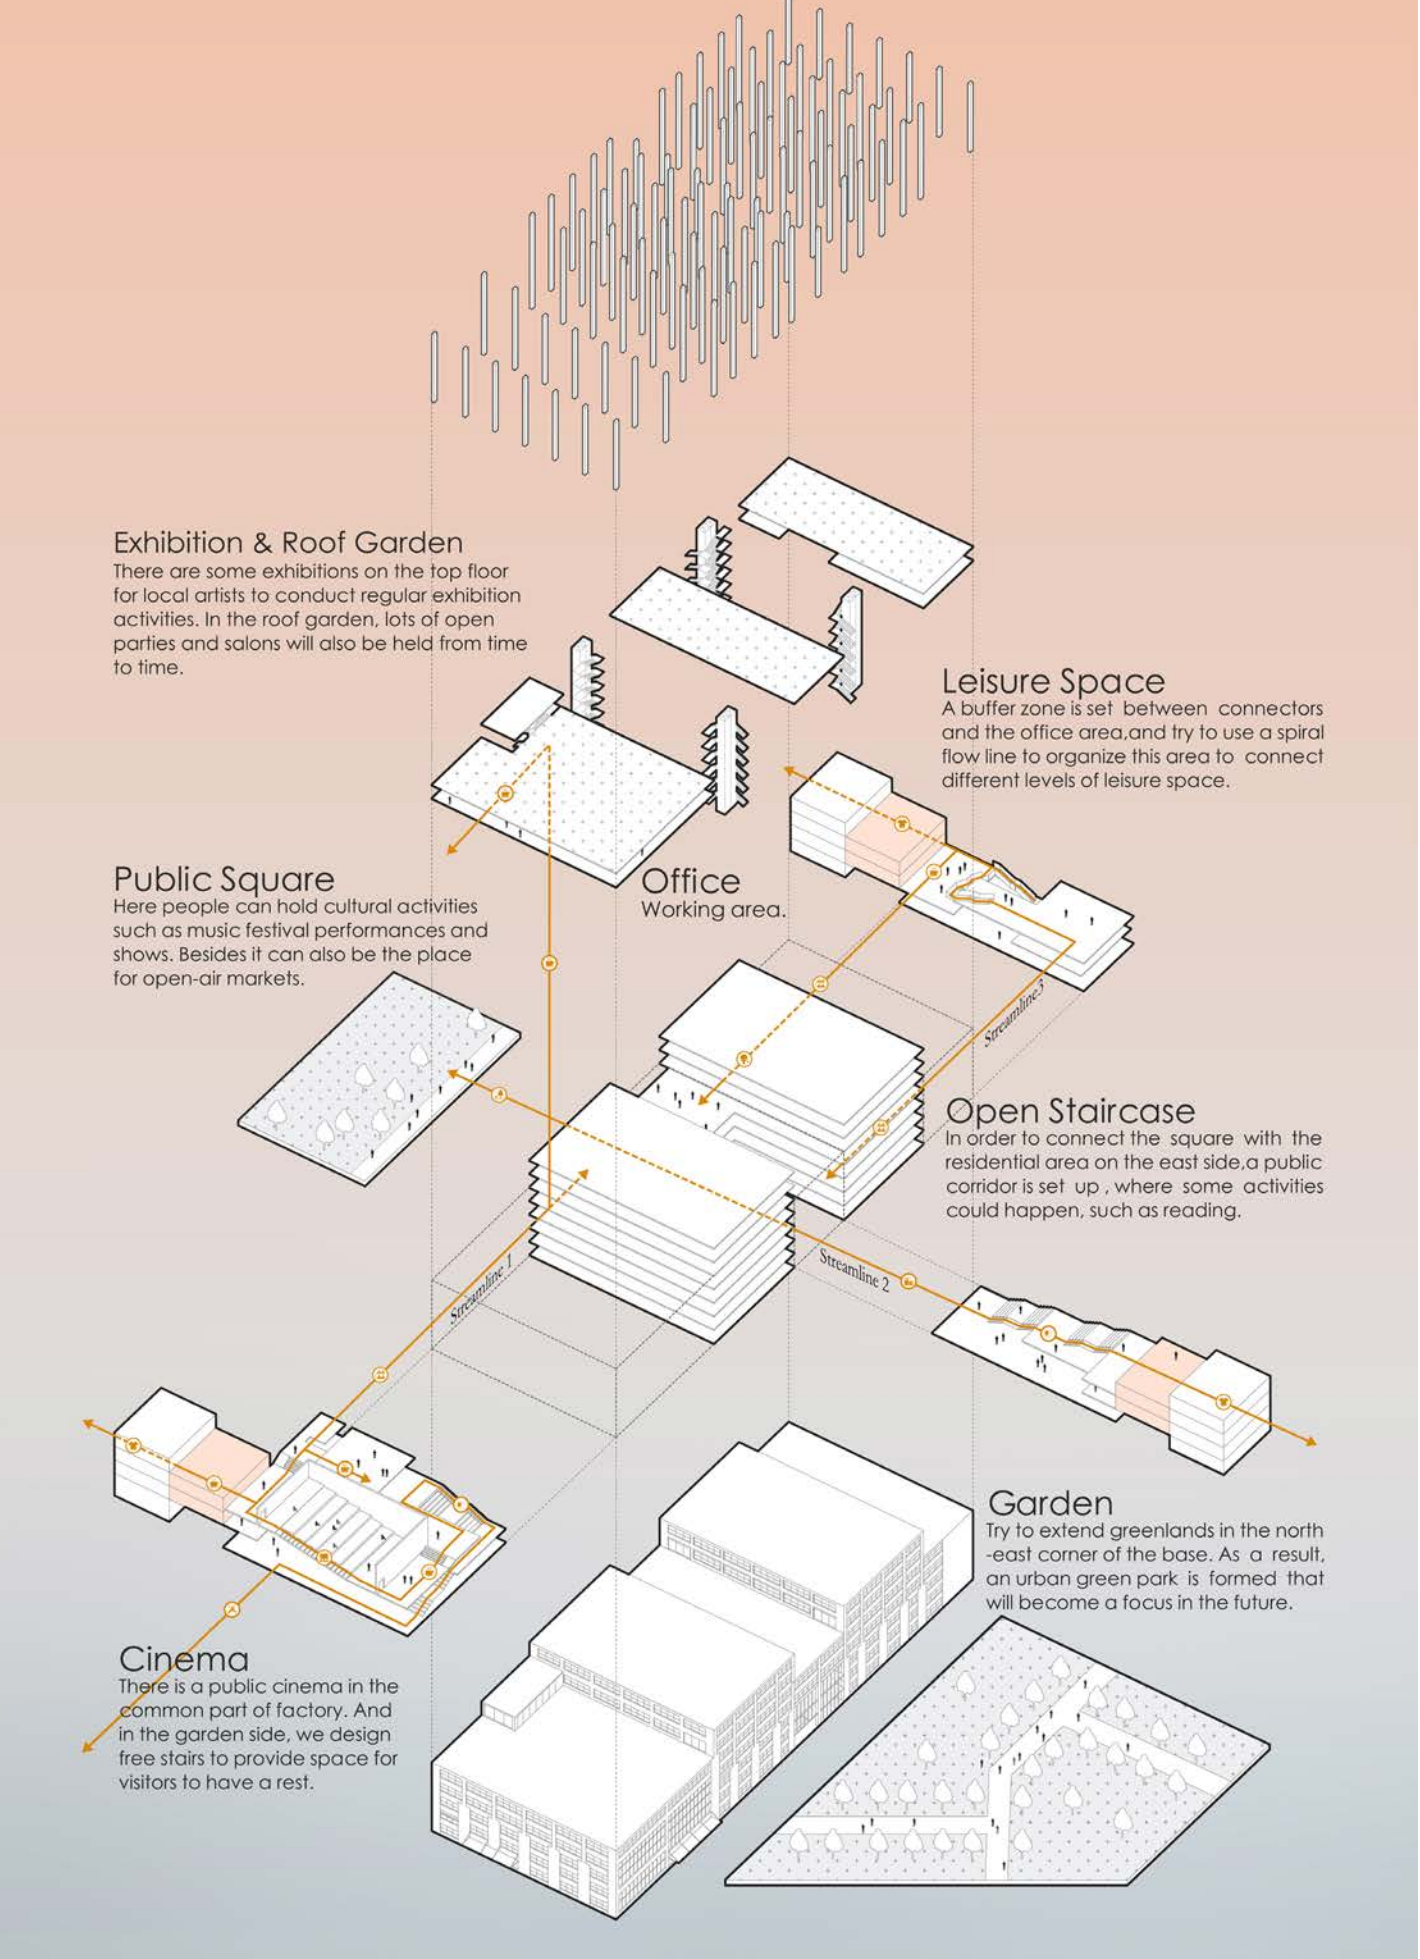 Exhibition & Roof Garden
There are some exhibitions on the top floor
for local artists to conduct regular exhibition
activities. In the roof garden, lots of open
parties and salons will also be held from time
to time.
Leisure Space
A buffer zone is set between connectors
and the office area,and try to use a spiral
flow line to organize this area to connect
different levels of leisure space.
Public Square
Here people can hold cultural activities
such as music festival performances and
shows. Besides it can also be the place
for open-air markets.
Office
Working area.
Streamline3
Open Staircase
In order to connect the square with the
residential area on the east side,a public
corridor is set up , where some activities
could happen, such as reading.
Streamline 1
Streamline 2
Garden
Try to extend greenlands in the north
-east corner of the base. As a result,
an urban green park is formed that
will become a focus in the future.
Cinema
There is a public cinema in the
common part of factory. And
in the garden side, we design
free stairs to provide space for
visitors to have a rest.